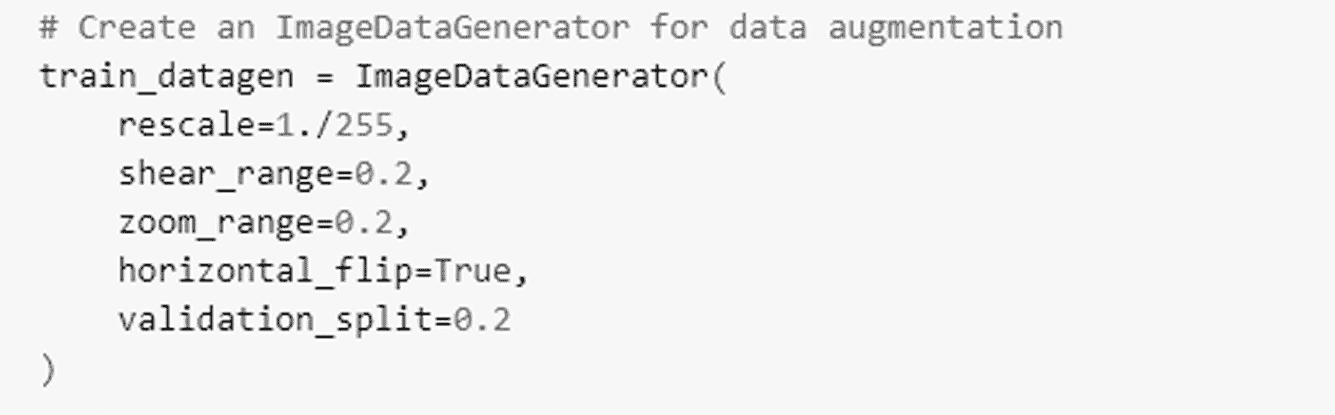 # Create an ImageDataGenerator for data augmentation
train_datagen = ImageDataGenerator(
    rescale=1./255,
    shear_range=0.2,
    zoom_range=0.2,
    horizontal_flip=True,
    validation_split=0.2
)